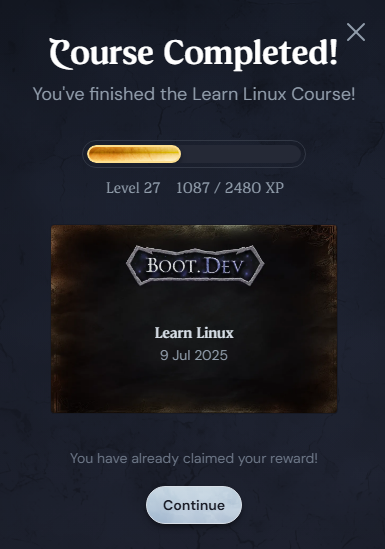 Course Completed!
You've finished the Learn Linux Course!
Level 27 1087 / 2480 XP
BOOT.DEV
Learn Linux
9 Jul 2025
You have already claimed your reward!
Continue